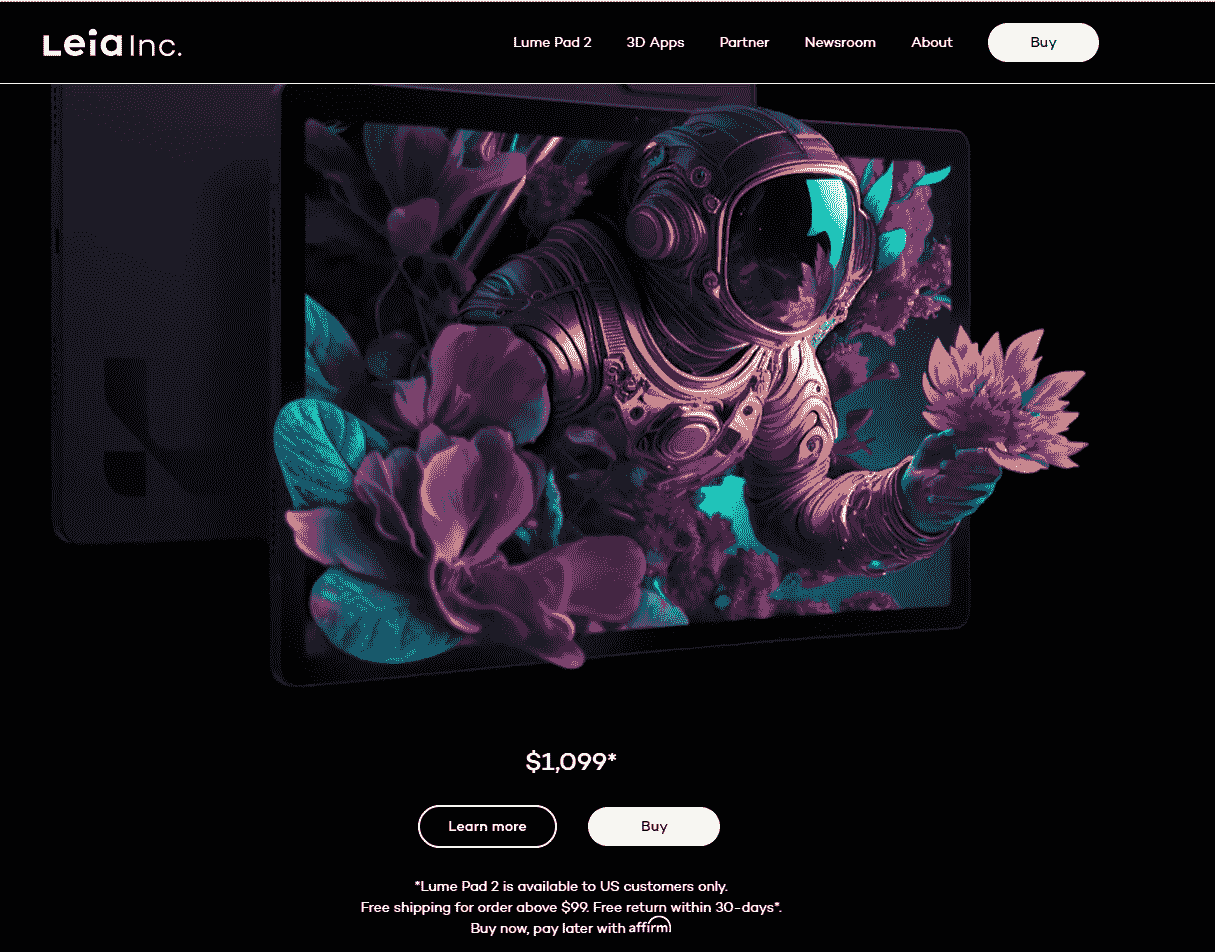 Leia Inc.
Lume Pad 2
3D Apps
Partner
Newsroom
About
Buy
$1,099*
Learn more
Buy
*Lume Pad 2 is available to US customers only.
Free shipping for order above $99. Free return within 30-days*.
Buy now, pay later with affirm